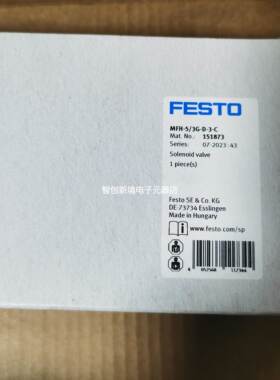 FESTO
MFH-5/3G-D-3-C
Mat. No.: 151873
Series: 07-2023-43
Solenoid valve
1 piece(s)
智创新境电子元器店
Festo SE & Co. KG
DE-73734 Esslingen
Made in Hungary
www.festo.com/sp